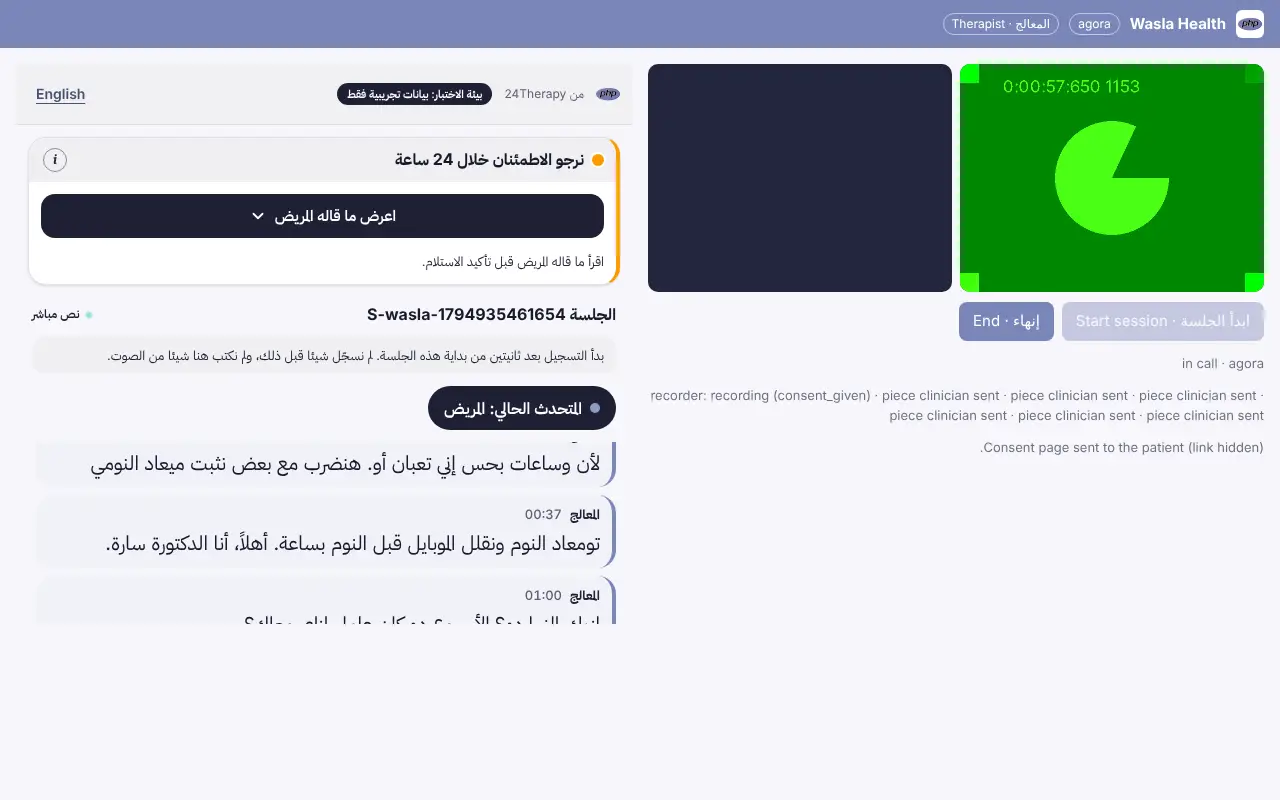 php Wasla Health agora المعالج · Therapist
0:00:57:650 1153
ابدأ الجلسة · Start session إنهاء · End
in call · agora
recorder: recording (consent_given) · piece clinician sent · piece clinician sent · piece clinician sent ·
piece clinician sent · piece clinician sent · piece clinician sent
Consent page sent to the patient (link hidden).
php من 24Therapy بيئة الاختبار: بيانات تجريبية فقط English
نرجو الاطمئنان خلال 24 ساعة i
اعرض ما قاله المريض
اقرأ ما قاله المريض قبل تأكيد الاستلام.
الجلسة S-wasla-1794935461654 نص مباشر
بدأ التسجيل بعد ثانيتين من بداية هذه الجلسة. لم نسجّل شيئا قبل ذلك، ولم نكتب هنا شيئا من الصوت.
المتحدث الحالي: المريض
لأن وساعات بحس إني تعبان أو. هنضرب مع بعض نثبت ميعاد النومي
المعالج 00:37
تومعاد النوم ونقلل الموبايل قبل النوم بساعة. أهلاً، أنا الدكتورة سارة.
المعالج 01:00